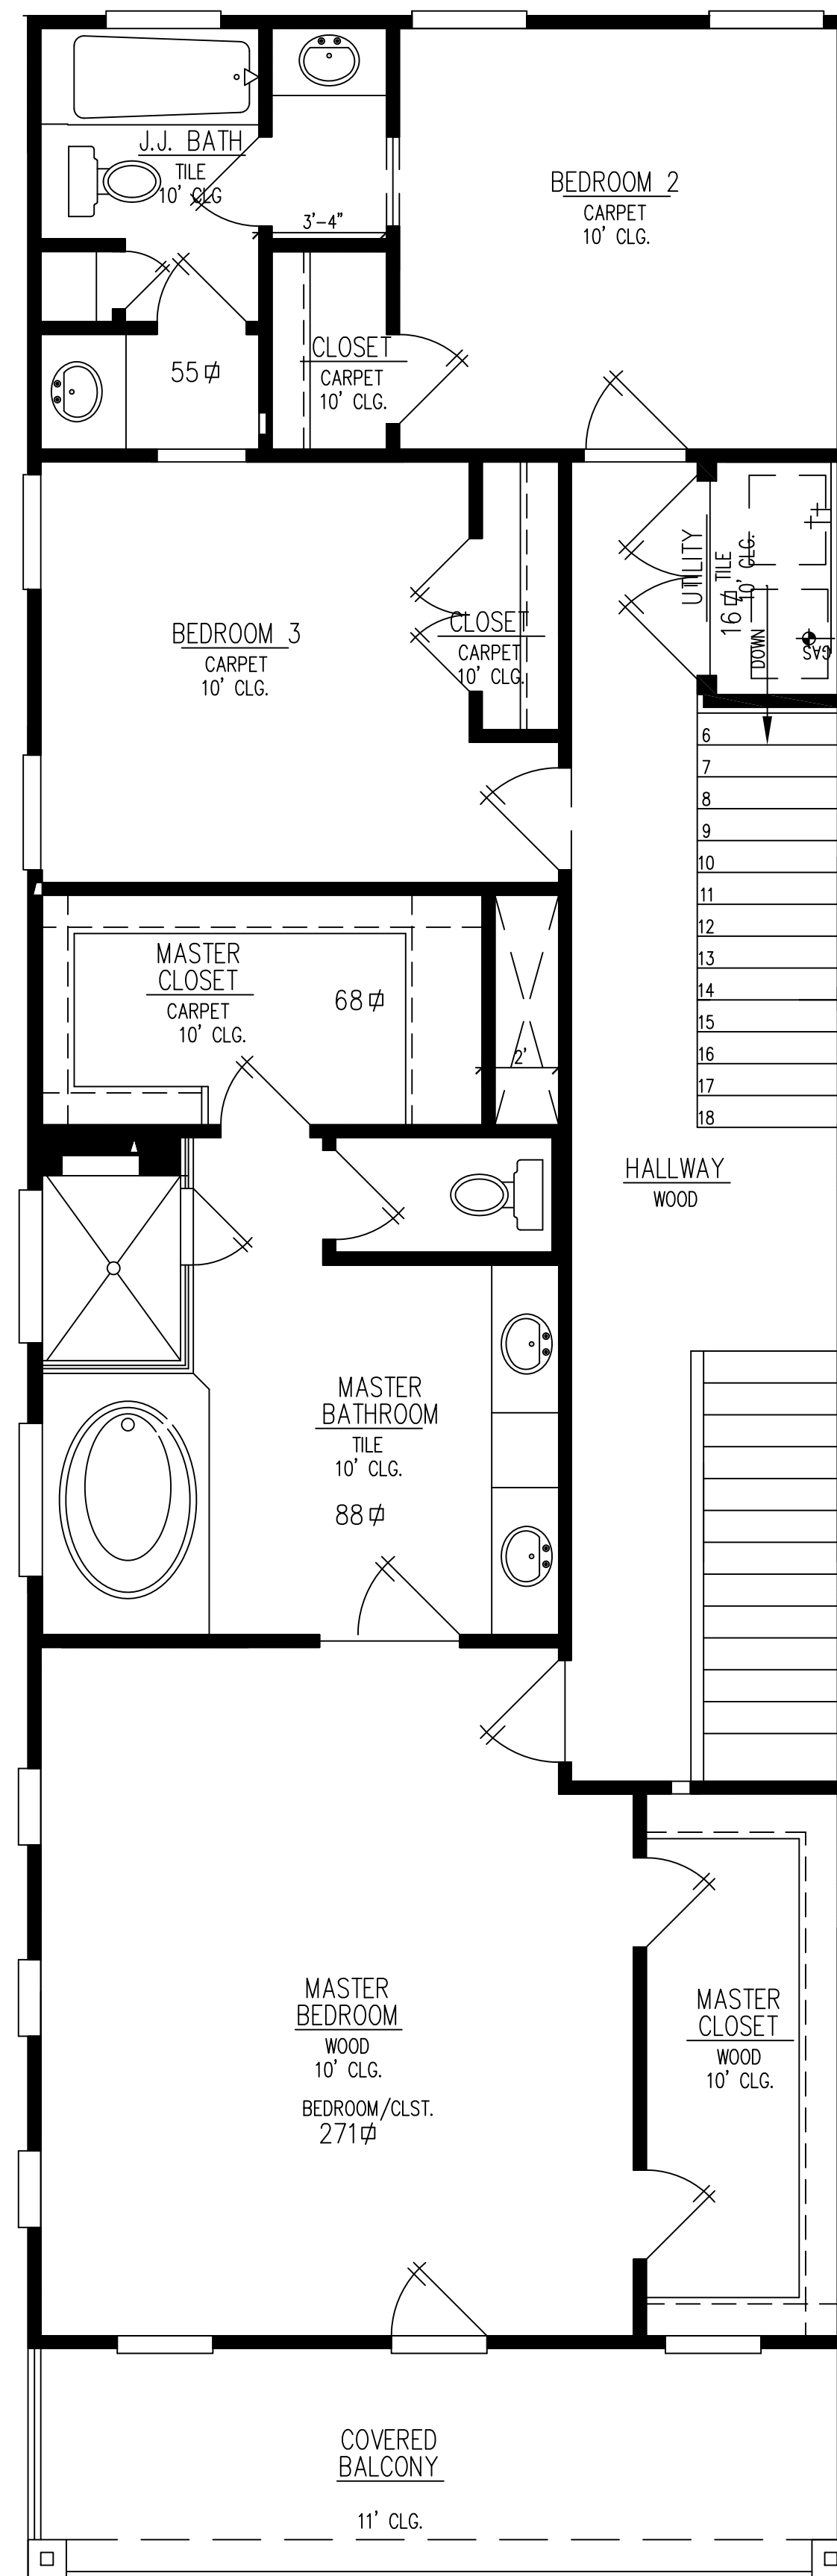 J.J. BATH
TILE
10' CLG
3'-4"
BEDROOM 2
CARPET
10' CLG.
55
CLOSET
CARPET
10' CLG.
BEDROOM 3
CARPET
10' CLG.
CLOSET
CARPET
10' CLG.
UTILITY
TILE
10' CLG.
16
DOWN
GAS
6
7
8
9
10
11
12
13
14
15
16
17
18
MASTER
CLOSET
CARPET
10' CLG.
68
2'
HALLWAY
WOOD
MASTER
BATHROOM
TILE
10' CLG.
88
MASTER
BEDROOM
WOOD
10' CLG.
BEDROOM/CLST.
271
MASTER
CLOSET
WOOD
10' CLG.
COVERED
BALCONY
11' CLG.